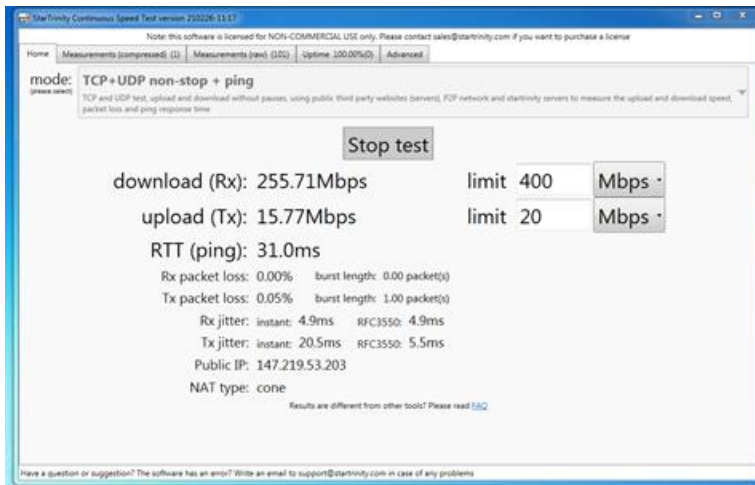 StarTrinity Continuous Speed Test version 210226-11:17
Note: this software is licensed for NON-COMMERCIAL USE only. Please contact sales@startrinity.com if you want to purchase a license
Home Measurements (compressed) (1) Measurements (raw) (101) Uptime 100.00%(0) Advanced
mode: TCP+UDP non-stop + ping
(please select)
TCP and UDP test, upload and download without pauses, using public third party websites (servers), P2P network and startrinity servers to measure the upload and download speed,
packet loss and ping response time
Stop test
download (Rx): 255.71Mbps limit 400 Mbps
upload (Tx): 15.77Mbps limit 20 Mbps
RTT (ping): 31.0ms
Rx packet loss: 0.00% burst length: 0.00 packet(s)
Tx packet loss: 0.05% burst length: 1.00 packet(s)
Rx jitter: instant: 4.9ms RFC3550: 4.9ms
Tx jitter: instant: 20.5ms RFC3550: 5.5ms
Public IP: 147.219.53.203
NAT type: cone
Results are different from other tools? Please read FAQ
Have a question or suggestion? The software has an error? Write an email to support@startrinity.com in case of any problems